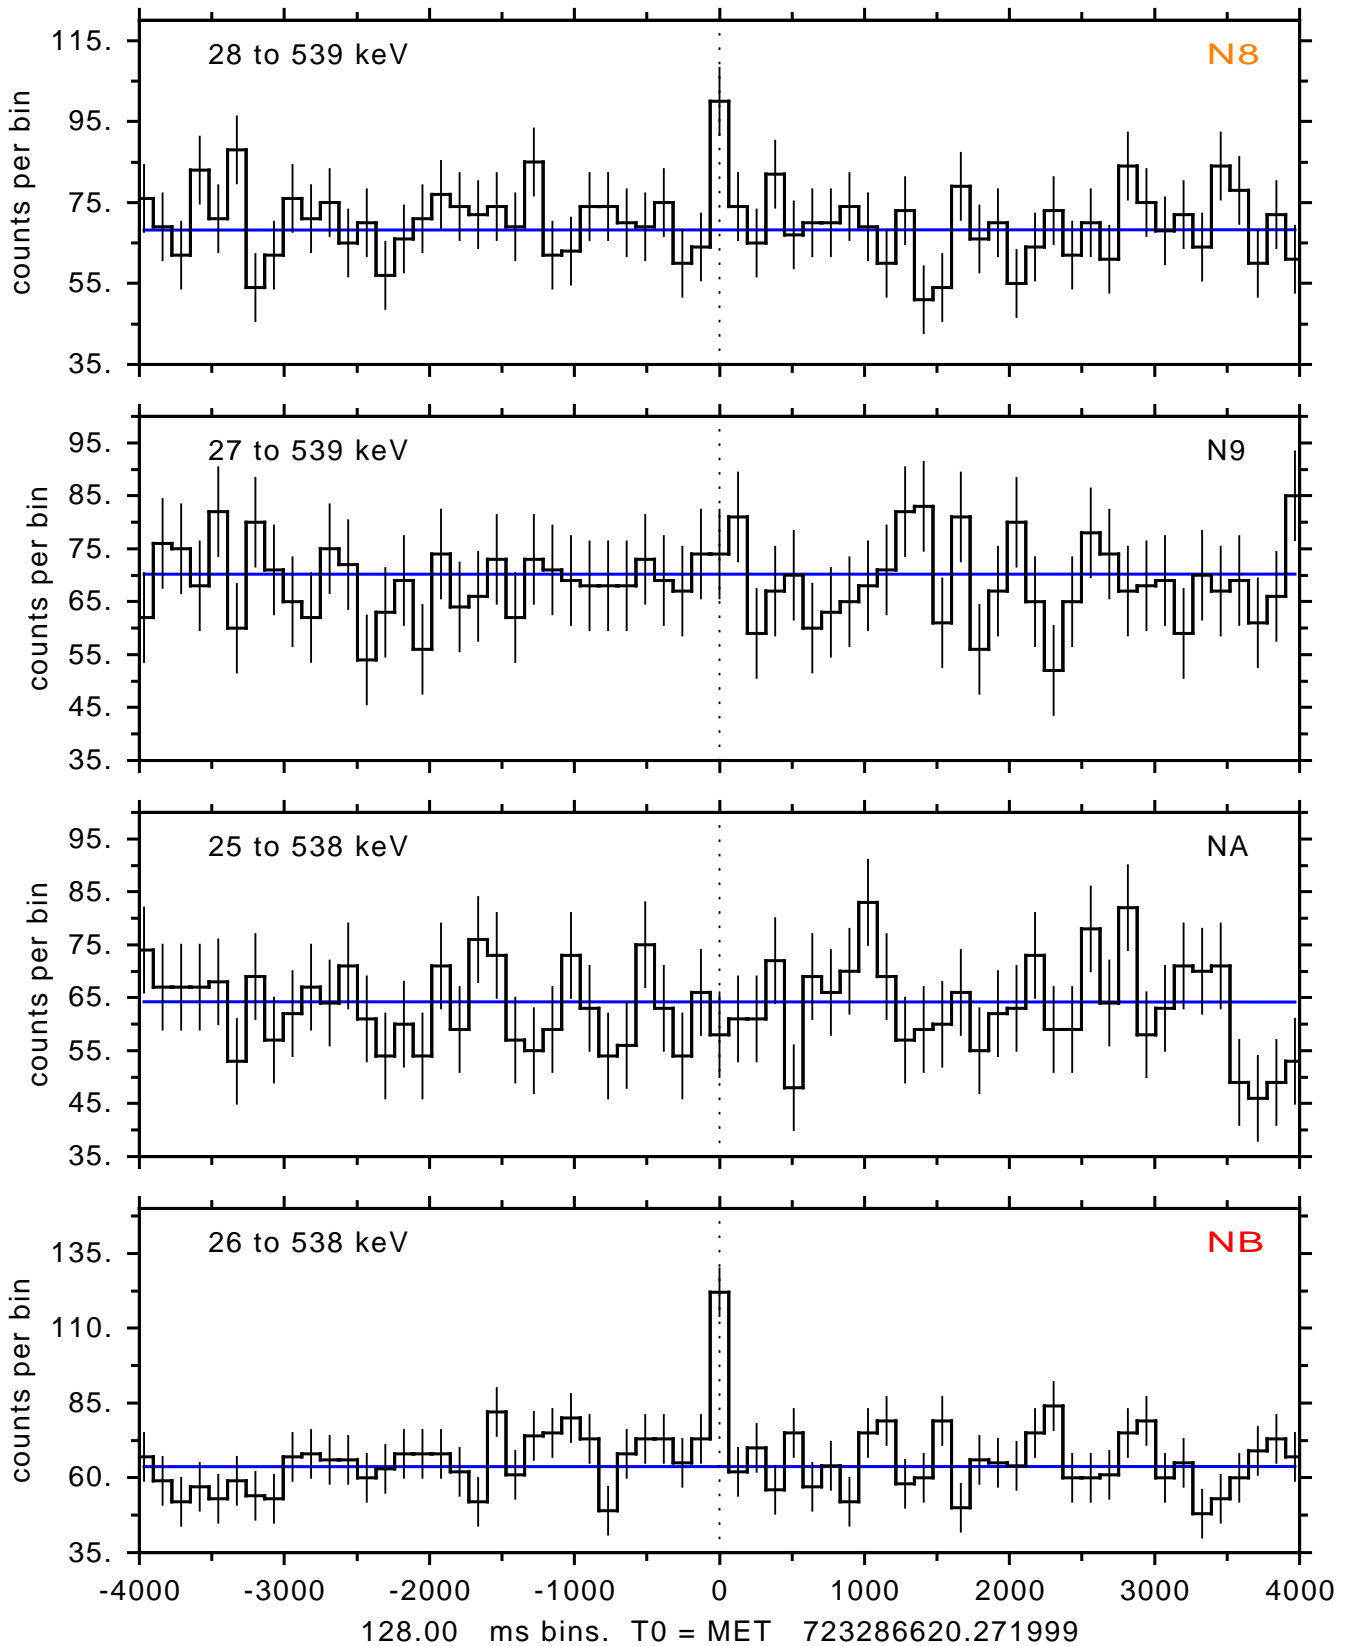 28 to 539 keV N8
115.
95.
75.
55.
35.
counts per bin
27 to 539 keV N9
95.
85.
75.
65.
55.
45.
35.
counts per bin
25 to 538 keV NA
95.
85.
75.
65.
55.
45.
35.
counts per bin
26 to 538 keV NB
135.
110.
85.
60.
35.
counts per bin
-4000 -3000 -2000 -1000 0 1000 2000 3000 4000
128.00 ms bins. T0 = MET 723286620.271999